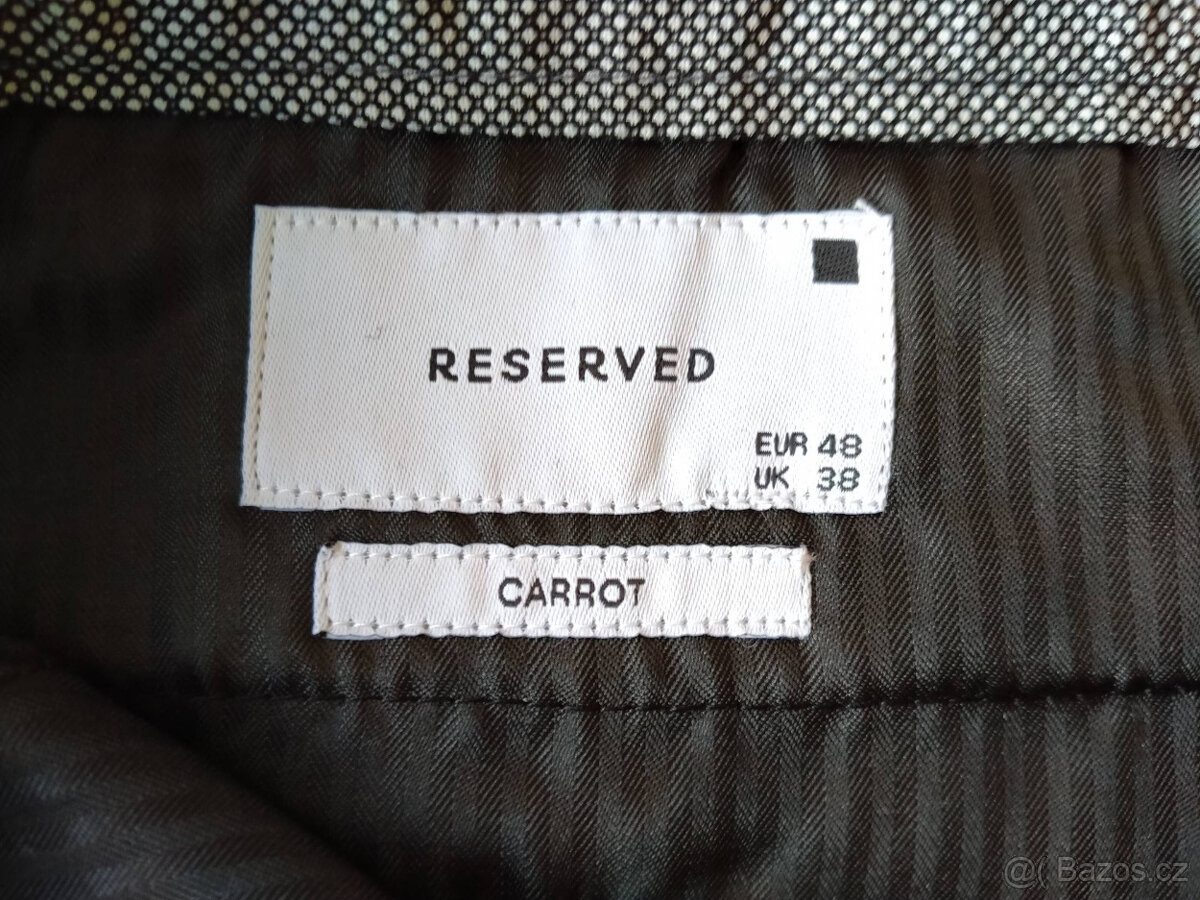 RESERVED
EUR 48
UK 38
CARROT
@( Bazos.cz